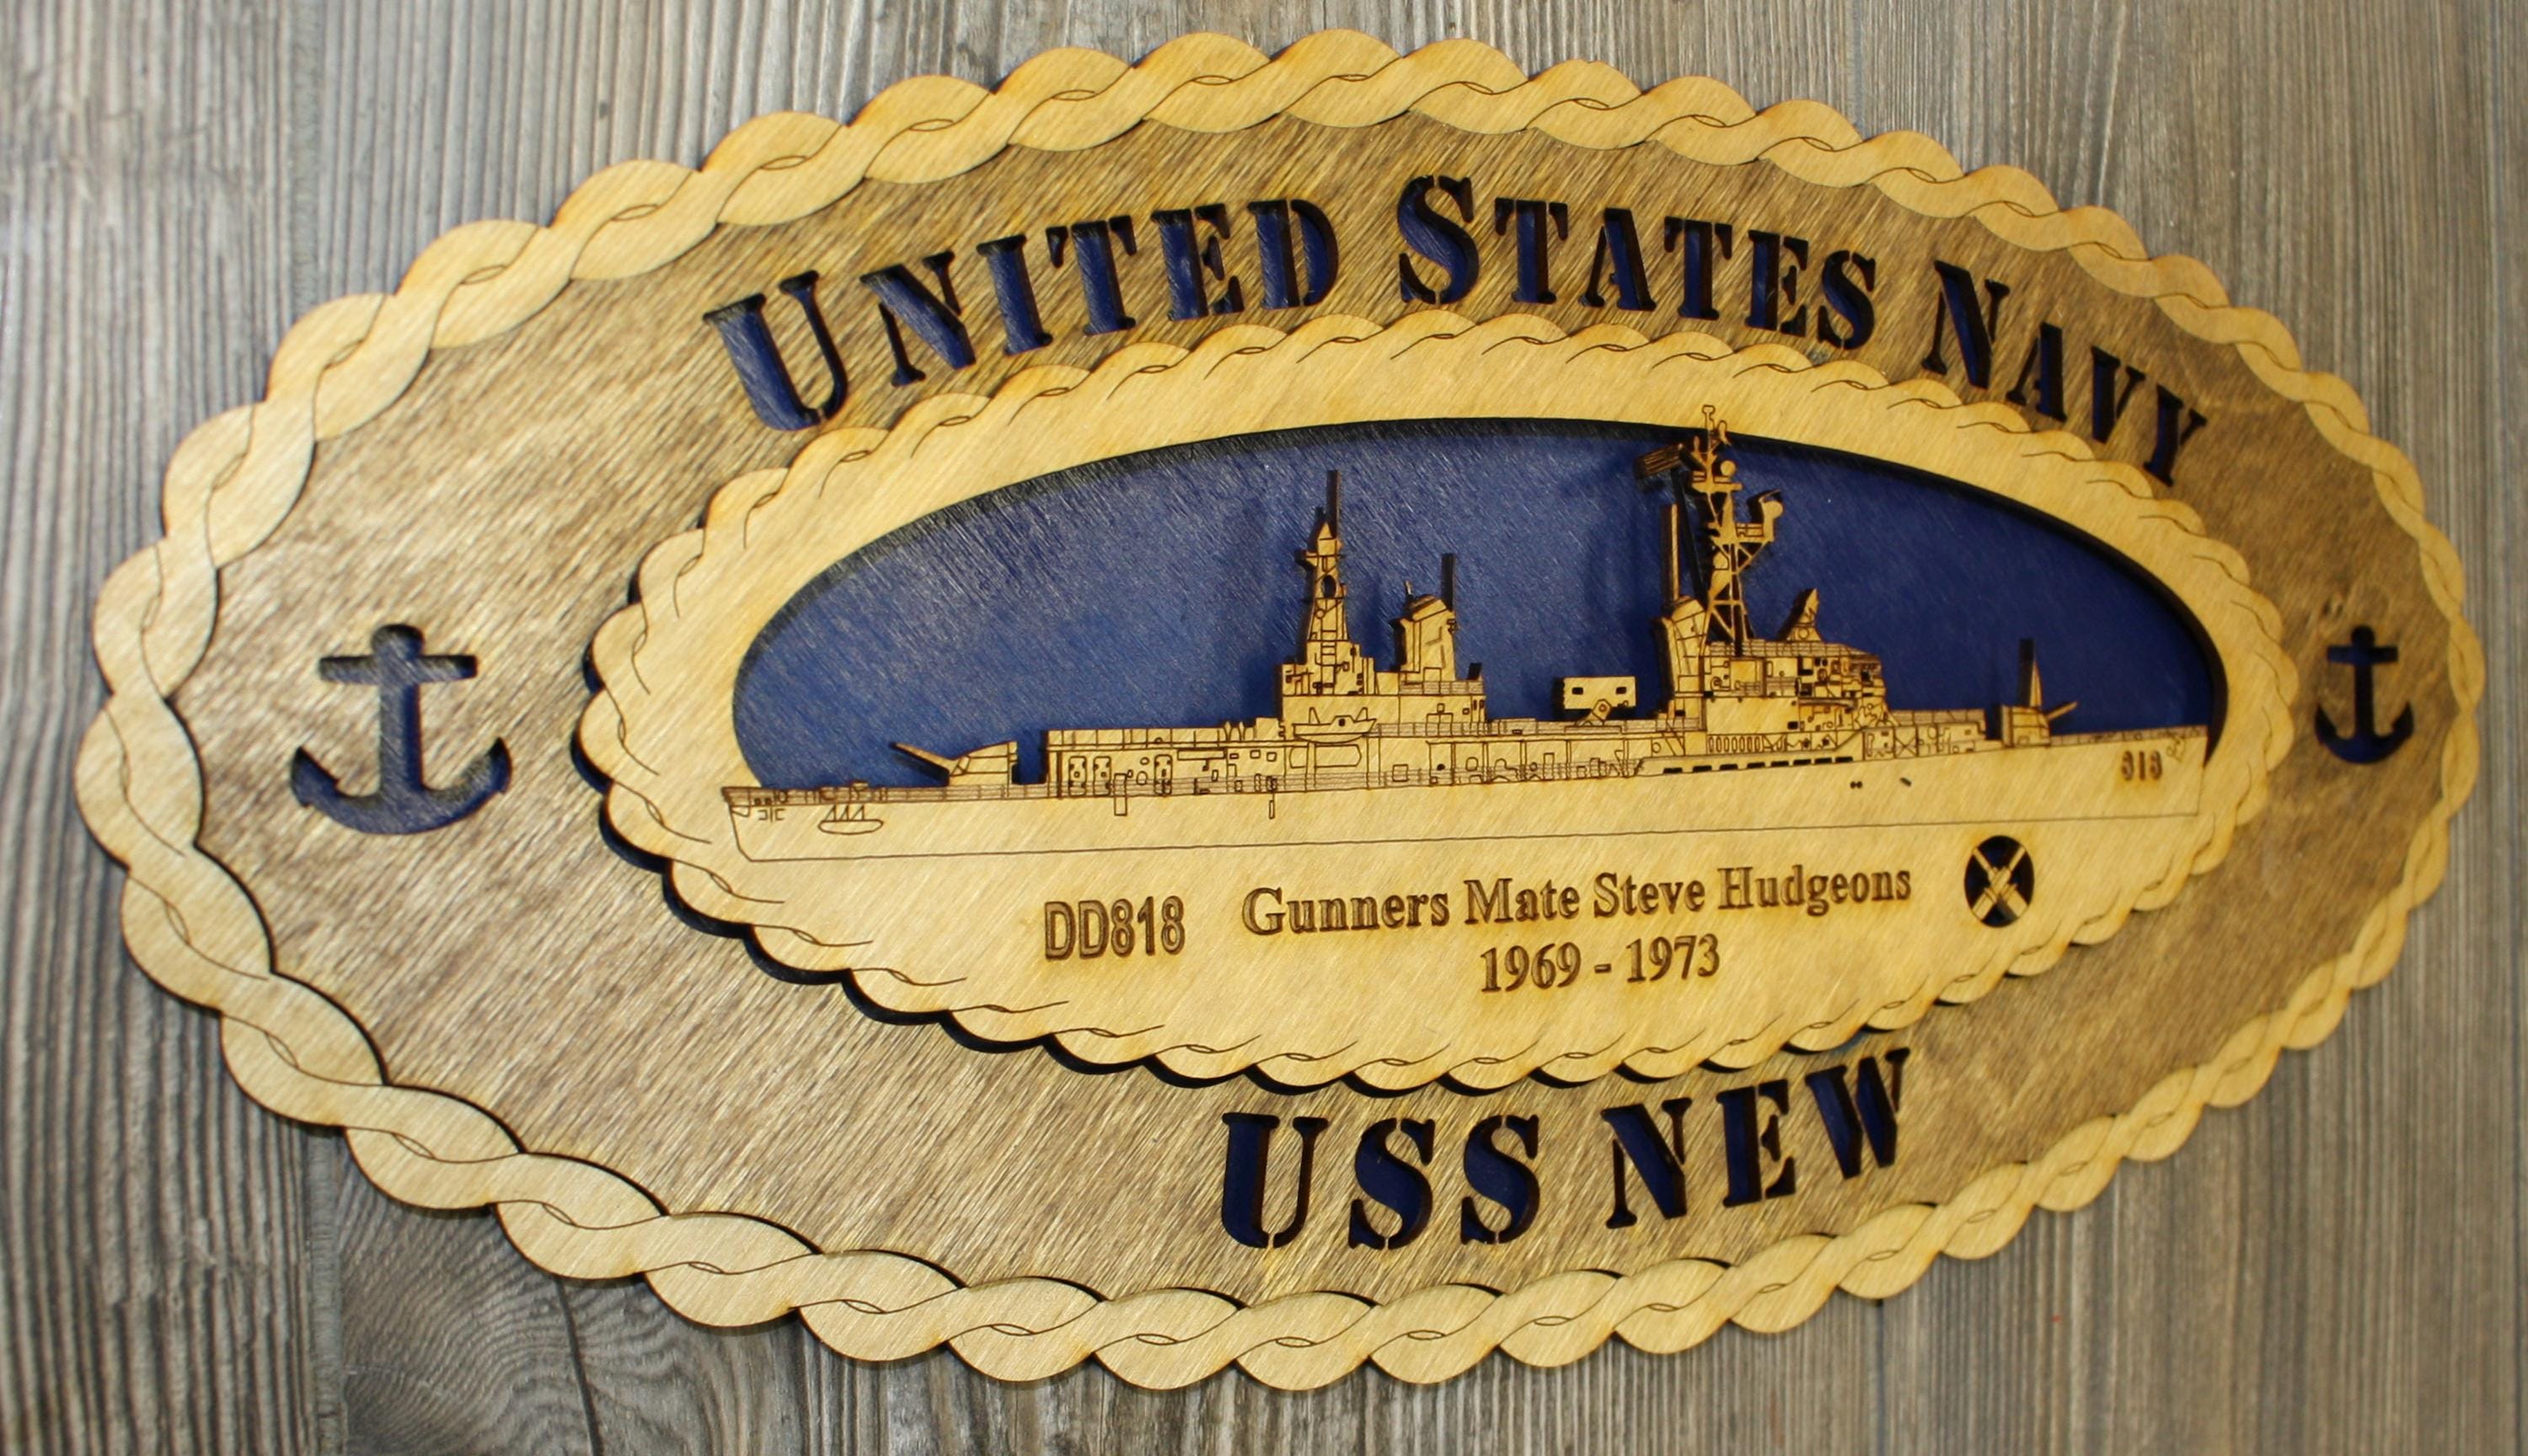 UNITED STATES NAVY
818
DD818 Gunners Mate Steve Hudgeons
1969 - 1973
USS NEW